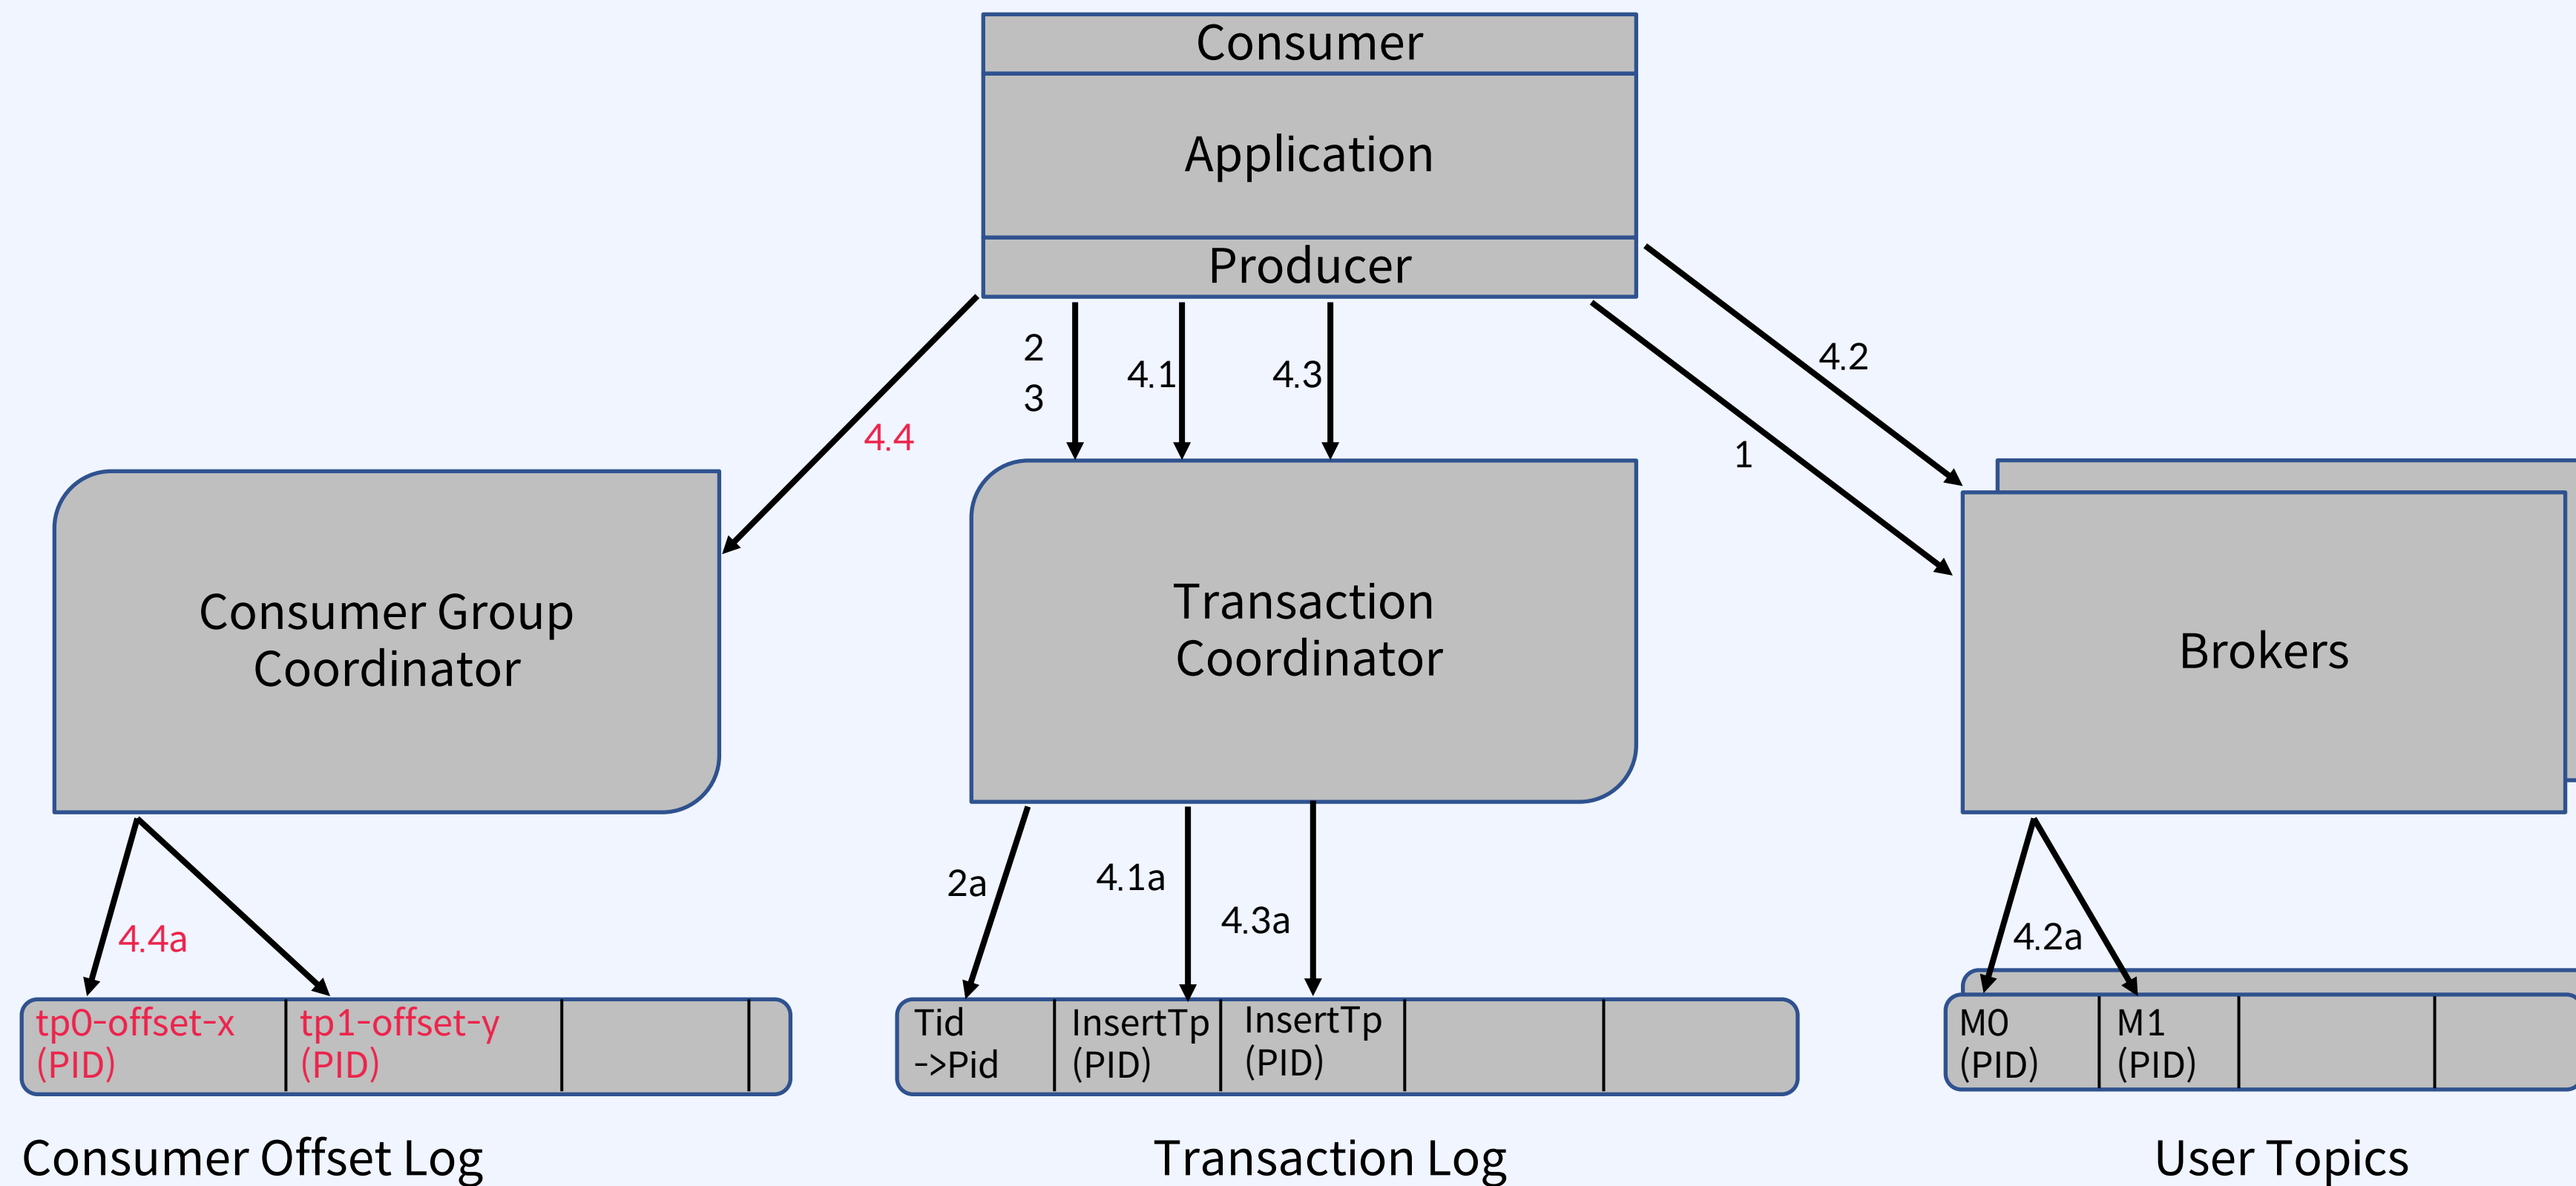 Consumer
Application
Producer
4.4
2
3
4.1
4.3
4.2
1
Consumer Group
Coordinator
Transaction
Coordinator
Brokers
4.4a
2a
4.1a
4.3a
4.2a
tp0-offset-x
(PID)
tp1-offset-y
(PID)
Tid
->Pid
InsertTp
(PID)
InsertTp
(PID)
M0
(PID)
M1
(PID)
Consumer Offset Log
Transaction Log
User Topics